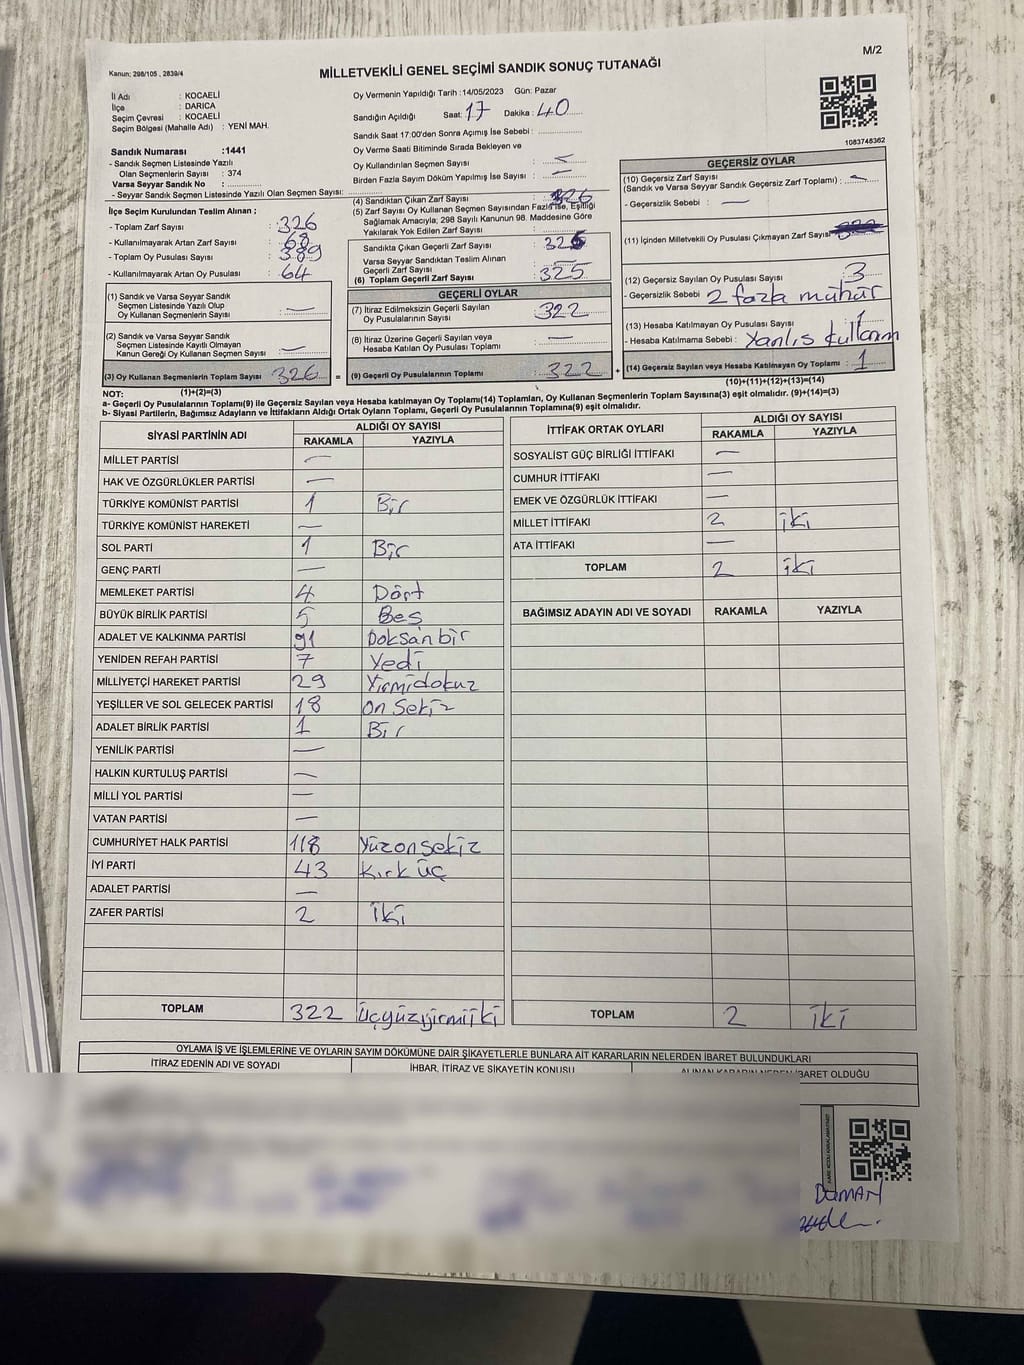 M/2
Kanun; 298/105 , 2839/4
MİLLETVEKİLİ GENEL SEÇİMİ SANDIK SONUÇ TUTANAĞI
İl Adı : KOCAELİ
İlçe : DARICA
Seçim Çevresi : KOCAELİ
Seçim Bölgesi (Mahalle Adı) : YENİ MAH.
Sandık Numarası :1441
- Sandık Seçmen Listesinde Yazılı
Olan Seçmenlerin Sayısı : 374
Varsa Seyyar Sandık No : ............
- Seyyar Sandık Seçmen Listesinde Yazılı Olan Seçmen Sayısı: ............
Oy Vermenin Yapıldığı Tarih : 14/05/2023 Gün: Pazar
Sandığın Açıldığı Saat: 17 Dakika : 40
Sandık Saat 17:00'den Sonra Açımış İse Sebebi : ............
Oy Verme Saati Bitiminde Sırada Bekleyen ve
Oy Kullandırılan Seçmen Sayısı : —
Birden Fazla Sayım Döküm Yapılmış İse Sayısı : —
1083748362
İlçe Seçim Kurulundan Teslim Alınan ;
- Toplam Zarf Sayısı : 326
- Kullanılmayarak Artan Zarf Sayısı :
- Toplam Oy Pusulası Sayısı : 389
- Kullanılmayarak Artan Oy Pusulası : 64
(1) Sandık ve Varsa Seyyar Sandık
Seçmen Listesinde Yazılı Olup
Oy Kullanan Seçmenlerin Sayısı : —
(2) Sandık ve Varsa Seyyar Sandık
Seçmen Listesinde Kayıtlı Olmayan
Kanun Gereği Oy Kullanan Seçmen Sayısı : —
(3) Oy Kullanan Seçmenlerin Toplam Sayısı : 326
(4) Sandıktan Çıkan Zarf Sayısı : 326
(5) Zarf Sayısı Oy Kullanan Seçmen Sayısından Fazla ise, Eşitliği
Sağlamak Amacıyla; 298 Sayılı Kanunun 98. Maddesine Göre
Yakılarak Yok Edilen Zarf Sayısı :
Sandıkta Çıkan Geçerli Zarf Sayısı : 325
Varsa Seyyar Sandıktan Teslim Alınan
Geçerli Zarf Sayısı : —
(6) Toplam Geçerli Zarf Sayısı : 325
GEÇERLİ OYLAR
(7) İtiraz Edilmeksizin Geçerli Sayılan
Oy Pusulalarının Sayısı : 322
(8) İtiraz Üzerine Geçerli Sayılan veya
Hesaba Katılan Oy Pusulası Toplamı : —
= (9) Geçerli Oy Pusulalarının Toplamı : 322
GEÇERSİZ OYLAR
(10) Geçersiz Zarf Sayısı
(Sandık ve Varsa Seyyar Sandık Geçersiz Zarf Toplamı) : —
- Geçersizlik Sebebi : —
(11) İçinden Milletvekili Oy Pusulası Çıkmayan Zarf Sayısı
(12) Geçersiz Sayılan Oy Pusulası Sayısı : 3
- Geçersizlik Sebebi : 2 fazla mühür
(13) Hesaba Katılmayan Oy Pusulası Sayısı : 1
- Hesaba Katılmama Sebebi : Yanlış kullanım
+ (14) Geçersiz Sayılan veya Hesaba Katılmayan Oy Toplamı : 1
NOT: (1)+(2)=(3) (10)+(11)+(12)+(13)=(14)
a- Geçerli Oy Pusulalarının Toplamı(9) ile Geçersiz Sayılan veya Hesaba katılmayan Oy Toplamı(14) Toplamları, Oy Kullanan Seçmenlerin Toplam Sayısına(3) eşit olmalıdır. (9)+(14)=(3)
b- Siyasi Partilerin, Bağımsız Adayların ve İttifakların Aldığı Ortak Oyların Toplamı, Geçerli Oy Pusulalarının Toplamına(9) eşit olmalıdır.
SİYASİ PARTİNİN ADI ALDIĞI OY SAYISI
RAKAMLA YAZIYLA
MİLLET PARTİSİ —
HAK VE ÖZGÜRLÜKLER PARTİSİ —
TÜRKİYE KOMÜNİST PARTİSİ 1 Bir
TÜRKİYE KOMÜNİST HAREKETİ —
SOL PARTİ 1 Bir
GENÇ PARTİ —
MEMLEKET PARTİSİ 4 Dört
BÜYÜK BİRLİK PARTİSİ 5 Beş
ADALET VE KALKINMA PARTİSİ 91 Doksan bir
YENİDEN REFAH PARTİSİ 7 Yedi
MİLLİYETÇİ HAREKET PARTİSİ 29 Yirmidokuz
YEŞİLLER VE SOL GELECEK PARTİSİ 18 On Sekiz
ADALET BİRLİK PARTİSİ 1 Bir
YENİLİK PARTİSİ —
HALKIN KURTULUŞ PARTİSİ —
MİLLİ YOL PARTİSİ —
VATAN PARTİSİ —
CUMHURİYET HALK PARTİSİ 118 Yüzonsekiz
İYİ PARTİ 43 Kırk üç
ADALET PARTİSİ —
ZAFER PARTİSİ 2 İki
TOPLAM 322 üçyüzyirmiiki
İTTİFAK ORTAK OYLARI ALDIĞI OY SAYISI
RAKAMLA YAZIYLA
SOSYALİST GÜÇ BİRLİĞİ İTTİFAKI —
CUMHUR İTTİFAKI —
EMEK VE ÖZGÜRLÜK İTTİFAKI —
MİLLET İTTİFAKI 2 iki
ATA İTTİFAKI —
TOPLAM 2 iki
BAĞIMSIZ ADAYIN ADI VE SOYADI RAKAMLA YAZIYLA
TOPLAM 2 iki
OYLAMA İŞ VE İŞLEMLERİNE VE OYLARIN SAYIM DÖKÜMÜNE DAİR ŞİKAYETLERLE BUNLARA AİT KARARLARIN NELERDEN İBARET BULUNDUKLARI
İTİRAZ EDENİN ADI VE SOYADI İHBAR, İTİRAZ VE ŞİKAYETİN KONUSU ALINAN KARARIN NEDEN İBARET OLDUĞU
DUMAN